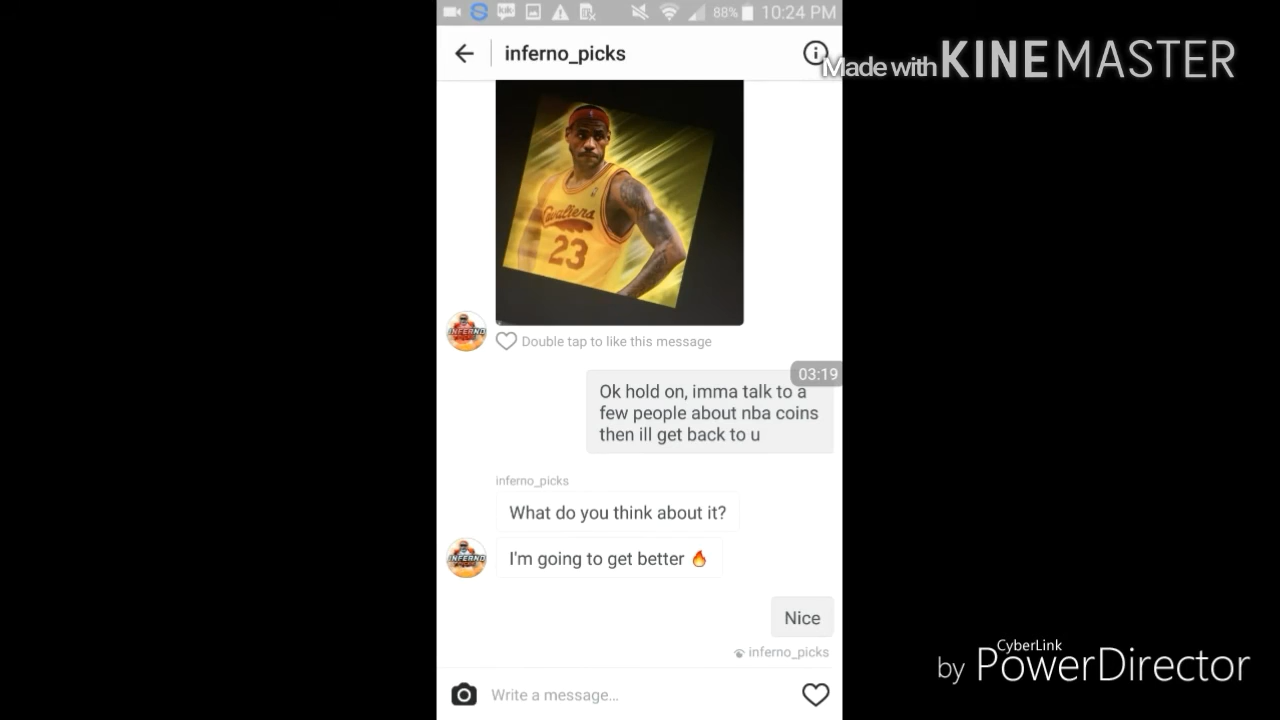 88% 10:24 PM
inferno_picks
Made with KINEMASTER
Cavaliers
23
INFERNO
Double tap to like this message
03:19
Ok hold on, imma talk to a
few people about nba coins
then ill get back to u
inferno_picks
What do you think about it?
INFERNO
I'm going to get better 🔥
Nice
inferno_picks
Write a message...
CyberLink
by PowerDirector